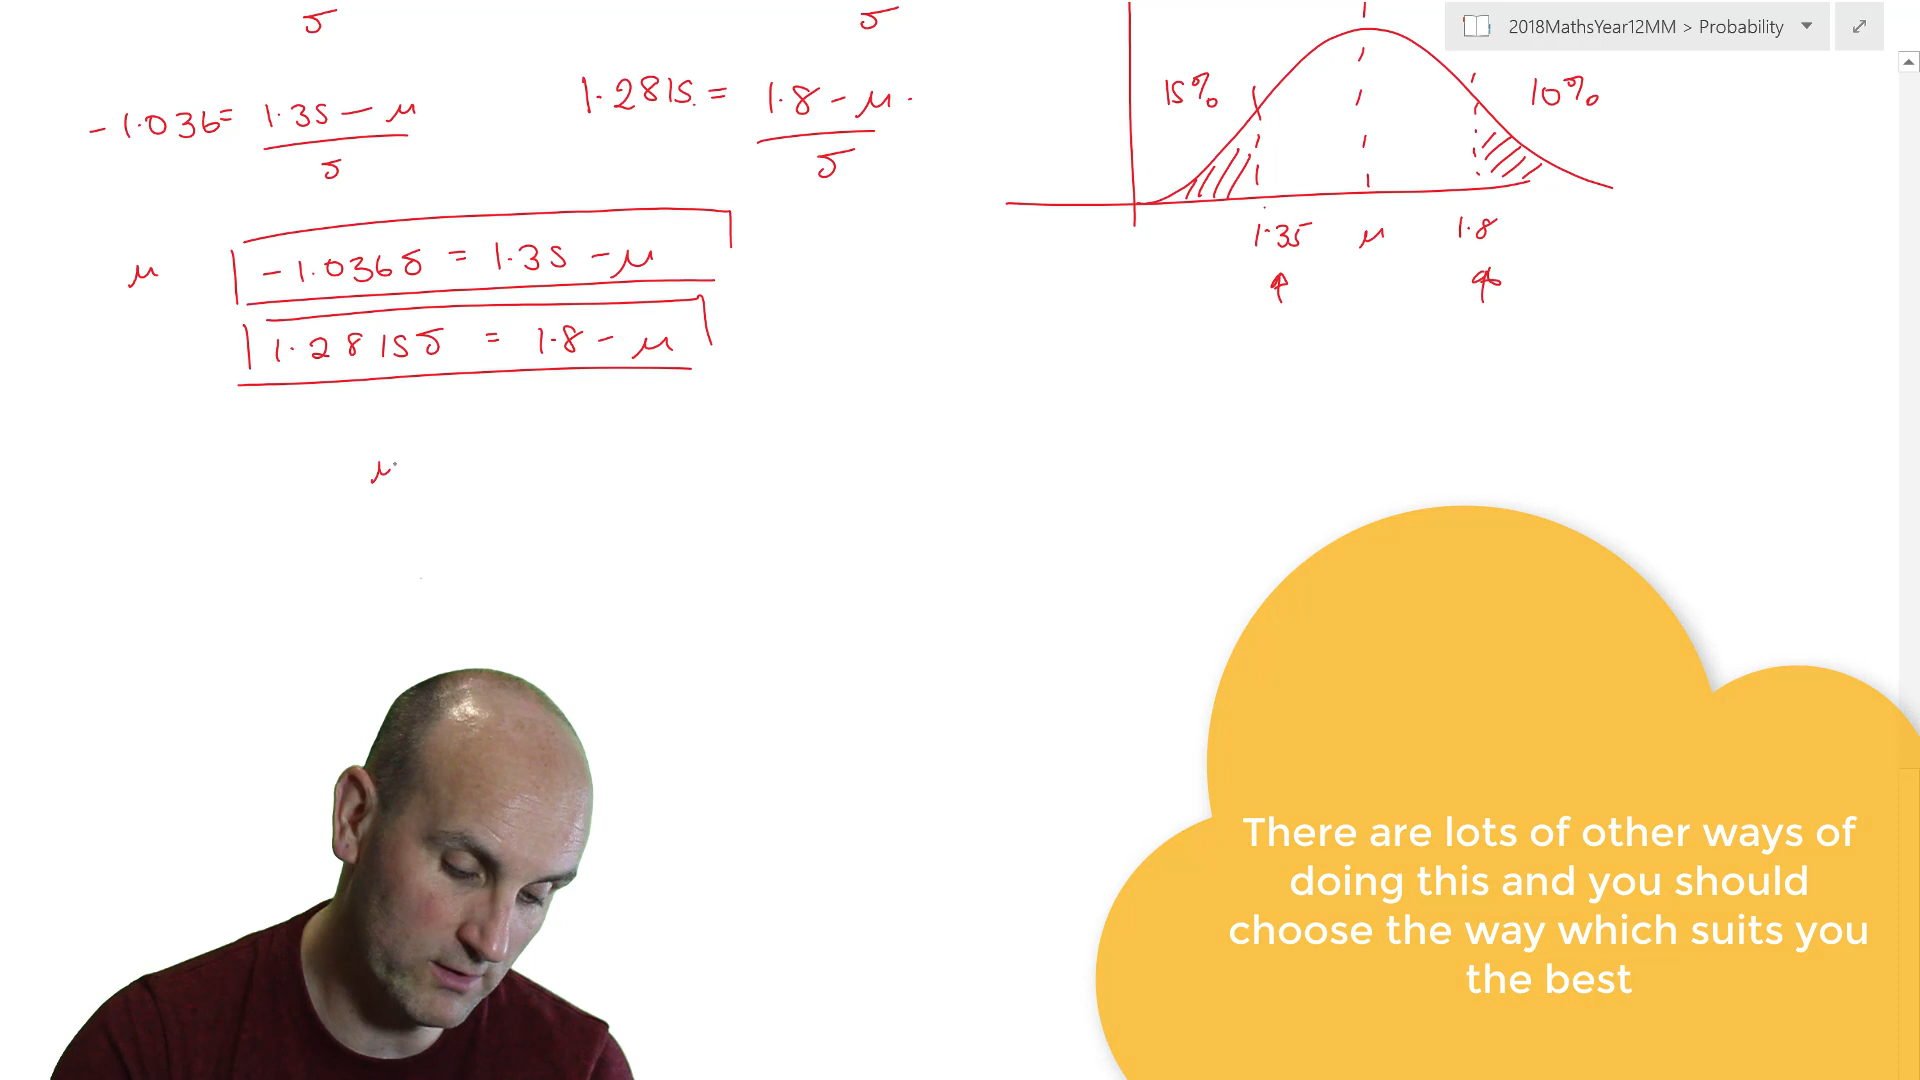 σ
σ
2018MathsYear12MM > Probability
-1.036 = 1.35 - μ
σ
1.2815. = 1.8 - μ.
σ
15%
10%
1.35 μ 1.8
μ
-1.036σ = 1.35 - μ
1.2815σ = 1.8 - μ
μ
There are lots of other ways of
doing this and you should
choose the way which suits you
the best